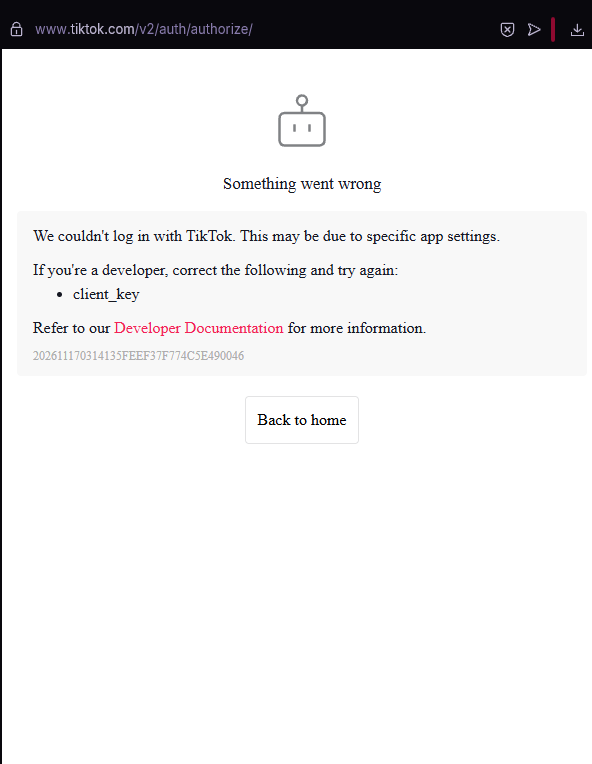 www.tiktok.com/v2/auth/authorize/
Something went wrong
We couldn't log in with TikTok. This may be due to specific app settings.
If you're a developer, correct the following and try again:
• client_key
Refer to our Developer Documentation for more information.
202611170314135FEEF37F774C5E490046
Back to home